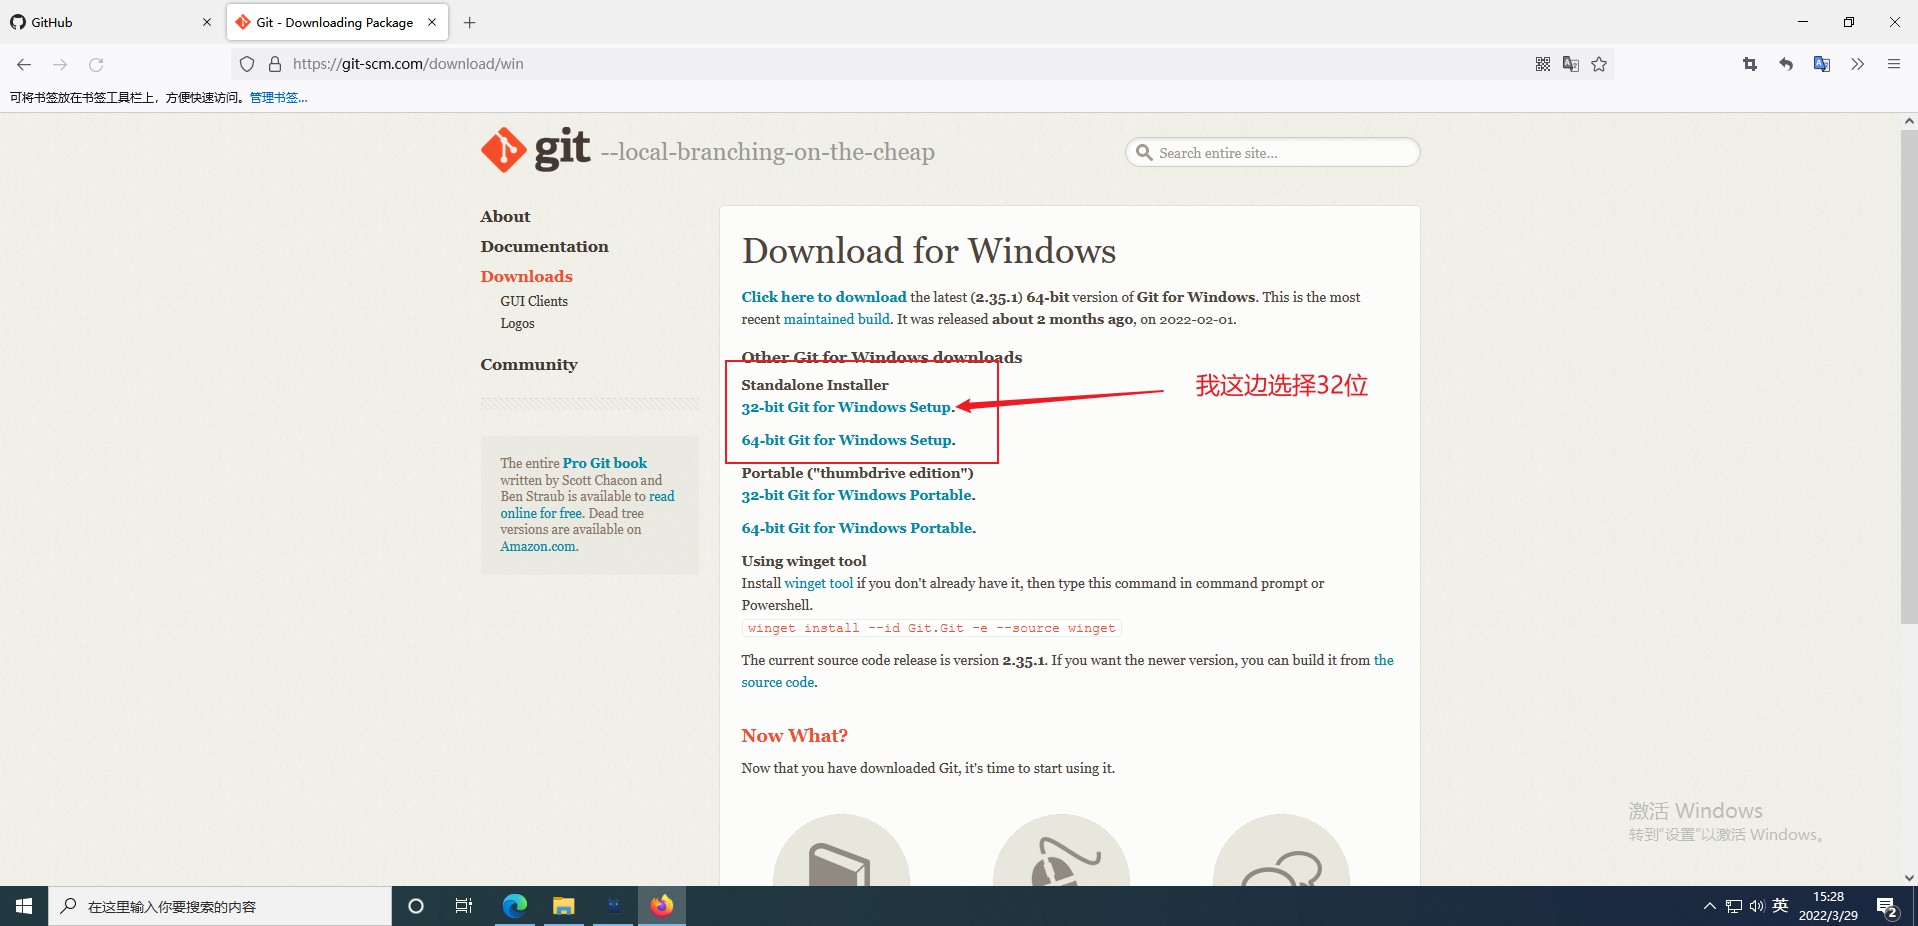 GitHub
Git - Downloading Package
https://git-scm.com/download/win
可将书签放在书签工具栏上，方便快速访问。管理书签...
git --local-branching-on-the-cheap
Search entire site...
About
Documentation
Downloads
GUI Clients
Logos
Community
The entire Pro Git book
written by Scott Chacon and
Ben Straub is available to read
online for free. Dead tree
versions are available on
Amazon.com.
Download for Windows
Click here to download the latest (2.35.1) 64-bit version of Git for Windows. This is the most
recent maintained build. It was released about 2 months ago, on 2022-02-01.
Other Git for Windows downloads
Standalone Installer
32-bit Git for Windows Setup.
我这边选择32位
64-bit Git for Windows Setup.
Portable ("thumbdrive edition")
32-bit Git for Windows Portable.
64-bit Git for Windows Portable.
Using winget tool
Install winget tool if you don't already have it, then type this command in command prompt or
Powershell.
winget install --id Git.Git -e --source winget
The current source code release is version 2.35.1. If you want the newer version, you can build it from the
source code.
Now What?
Now that you have downloaded Git, it's time to start using it.
激活 Windows
转到"设置"以激活 Windows。
在这里输入你要搜索的内容
英
15:28
2022/3/29
2